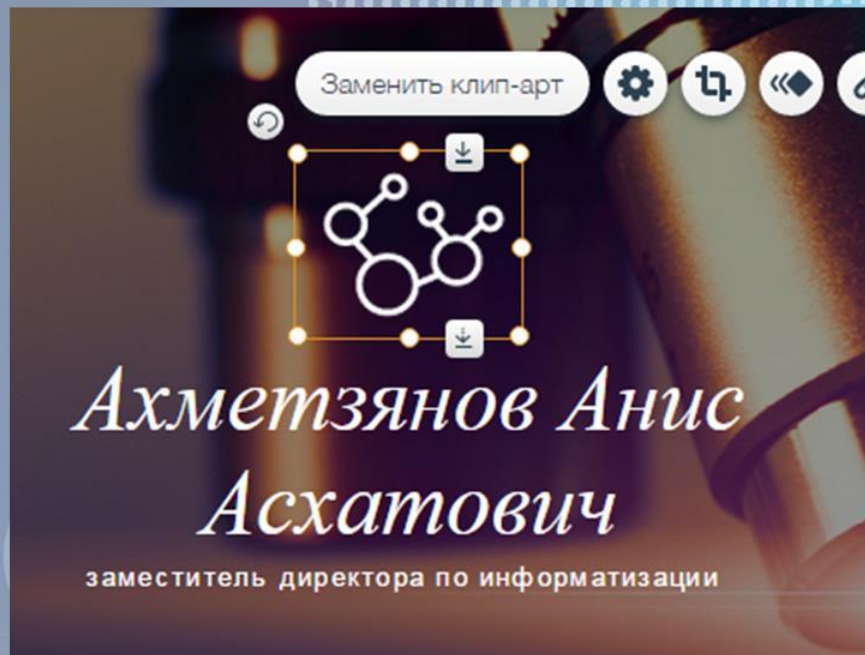 Заменить клип-арт
Ахметзянов Анис
Асхатович
заместитель директора по информатизации